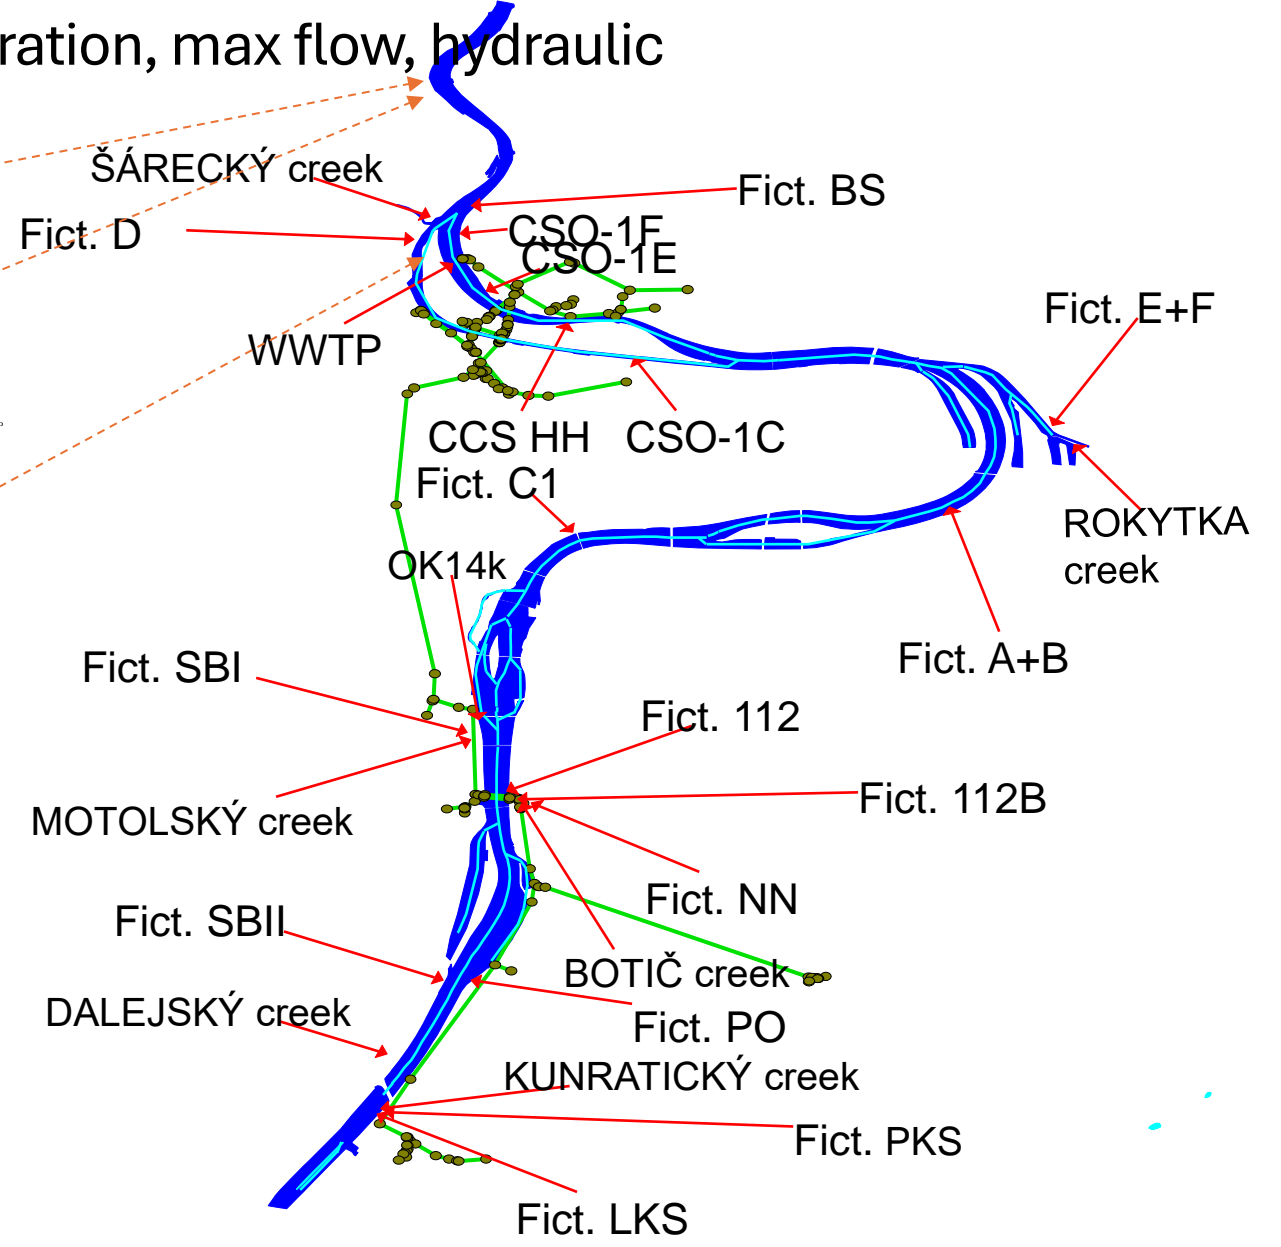 ration, max flow, hydraulic
ŠÁRECKÝ creek
Fict. BS
Fict. D
CSO-1F
CSO-1E
Fict. E+F
WWTP
CCS HH
CSO-1C
Fict. C1
ROKYTKA
creek
OK14k
Fict. A+B
Fict. SBI
Fict. 112
Fict. 112B
MOTOLSKÝ creek
Fict. NN
Fict. SBII
BOTIČ creek
DALEJSKÝ creek
Fict. PO
KUNRATICKÝ creek
Fict. PKS
Fict. LKS